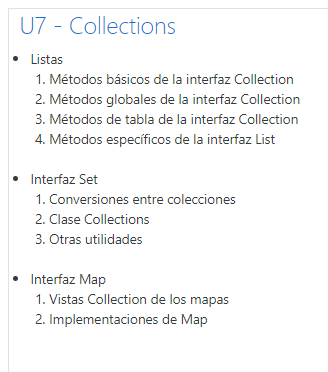 U7 - Collections
• Listas
1. Métodos básicos de la interfaz Collection
2. Métodos globales de la interfaz Collection
3. Métodos de tabla de la interfaz Collection
4. Métodos específicos de la interfaz List
• Interfaz Set
1. Conversiones entre colecciones
2. Clase Collections
3. Otras utilidades
• Interfaz Map
1. Vistas Collection de los mapas
2. Implementaciones de Map